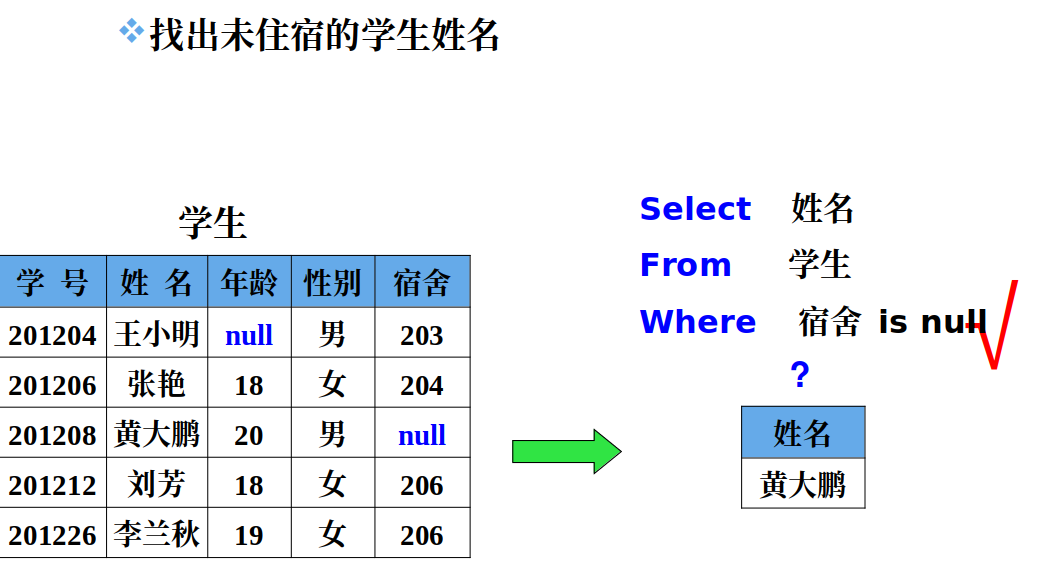 ❖找出未住宿的学生姓名
学生
学 号 姓 名 年龄 性别 宿舍
201204 王小明 null 男 203
201206 张艳 18 女 204
201208 黄大鹏 20 男 null
201212 刘芳 18 女 206
201226 李兰秋 19 女 206
Select 姓名
From 学生
Where 宿舍 is null
√
?
姓名
黄大鹏